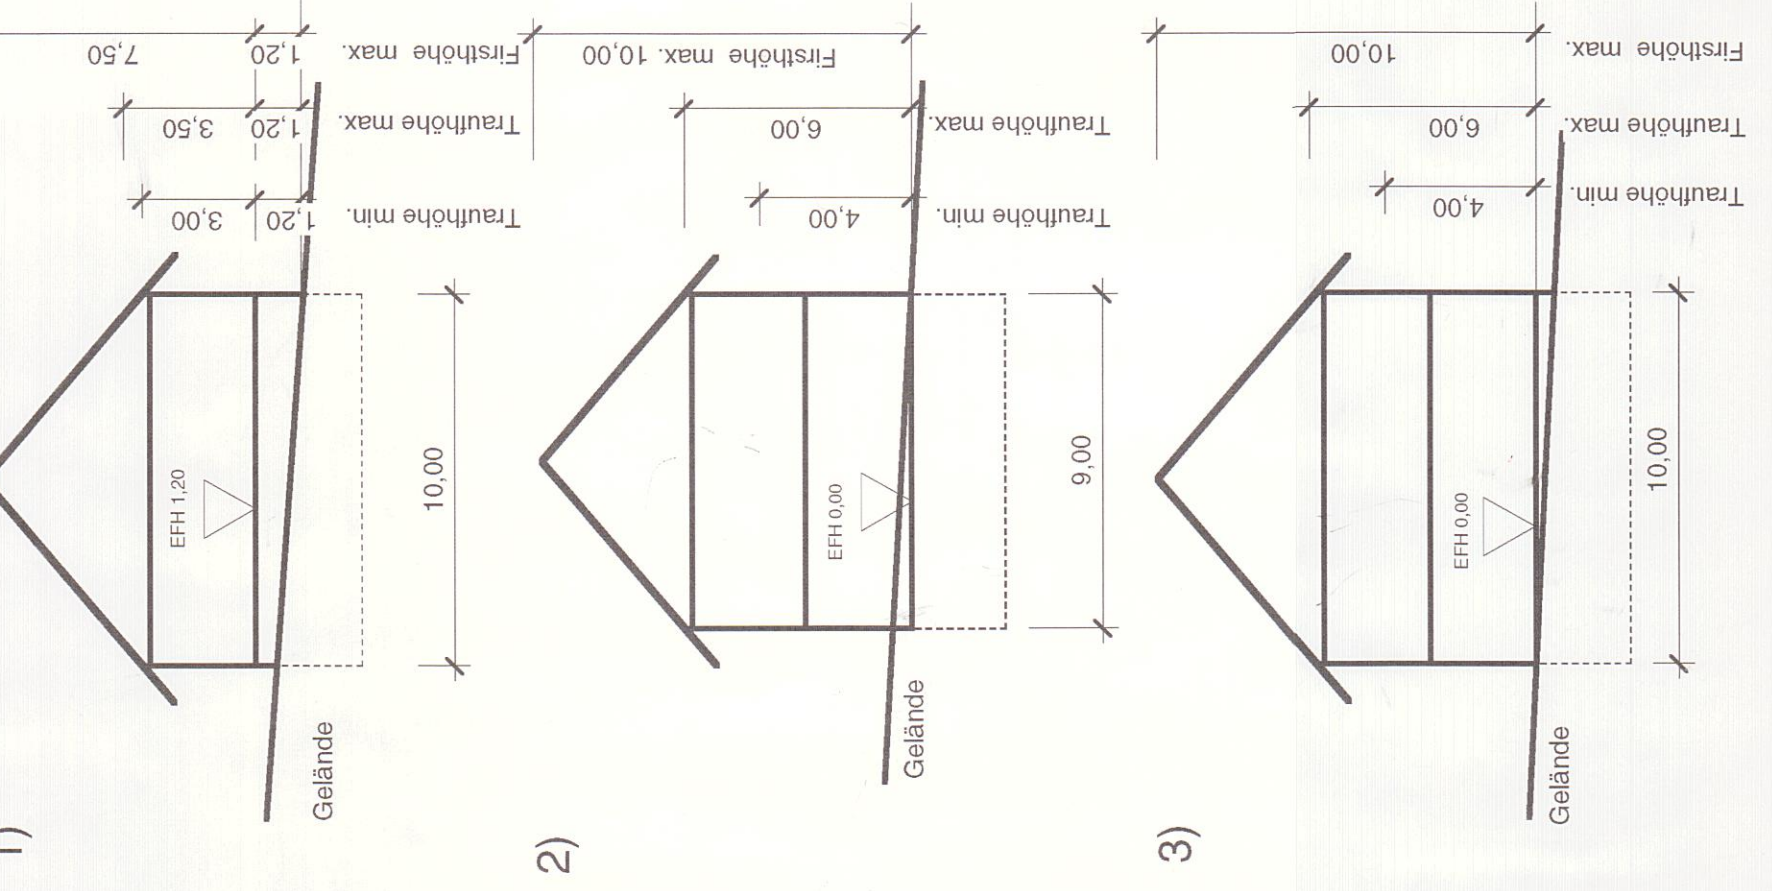 1)
EFH 1,20
10,00
Gelände
7,50
1,20
Firsthöhe max.
3,50
1,20
Traufhöhe max.
3,00
1,20
Traufhöhe min.
2)
EFH 0,00
9,00
Gelände
Firsthöhe max. 10,00
6,00
Traufhöhe max.
4,00
Traufhöhe min.
3)
EFH 0,00
10,00
Gelände
10,00
Firsthöhe max.
6,00
Traufhöhe max.
4,00
Traufhöhe min.